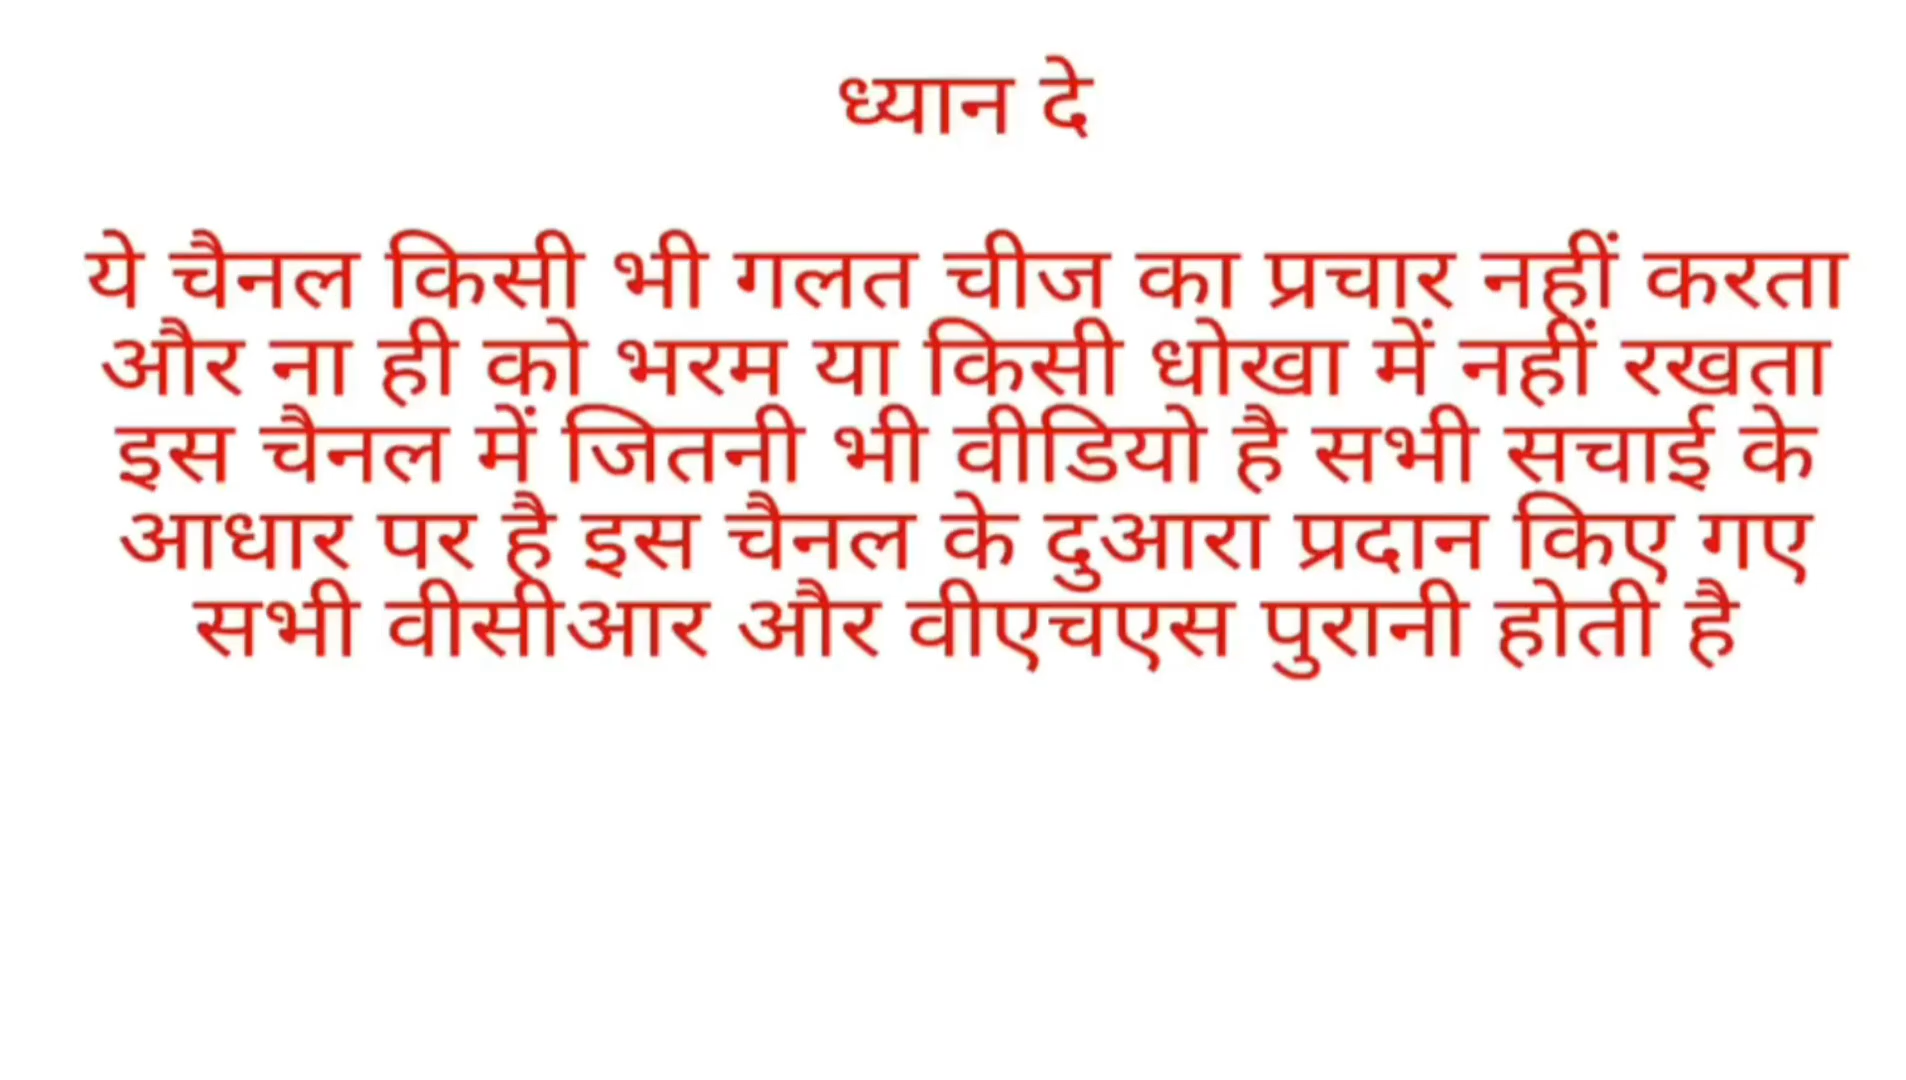 ध्यान दे
ये चैनल किसी भी गलत चीज का प्रचार नहीं करता
और ना ही को भरम या किसी धोखा में नहीं रखता
इस चैनल में जितनी भी वीडियो है सभी सचाई के
आधार पर है इस चैनल के दुआरा प्रदान किए गए
सभी वीसीआर और वीएचएस पुरानी होती है